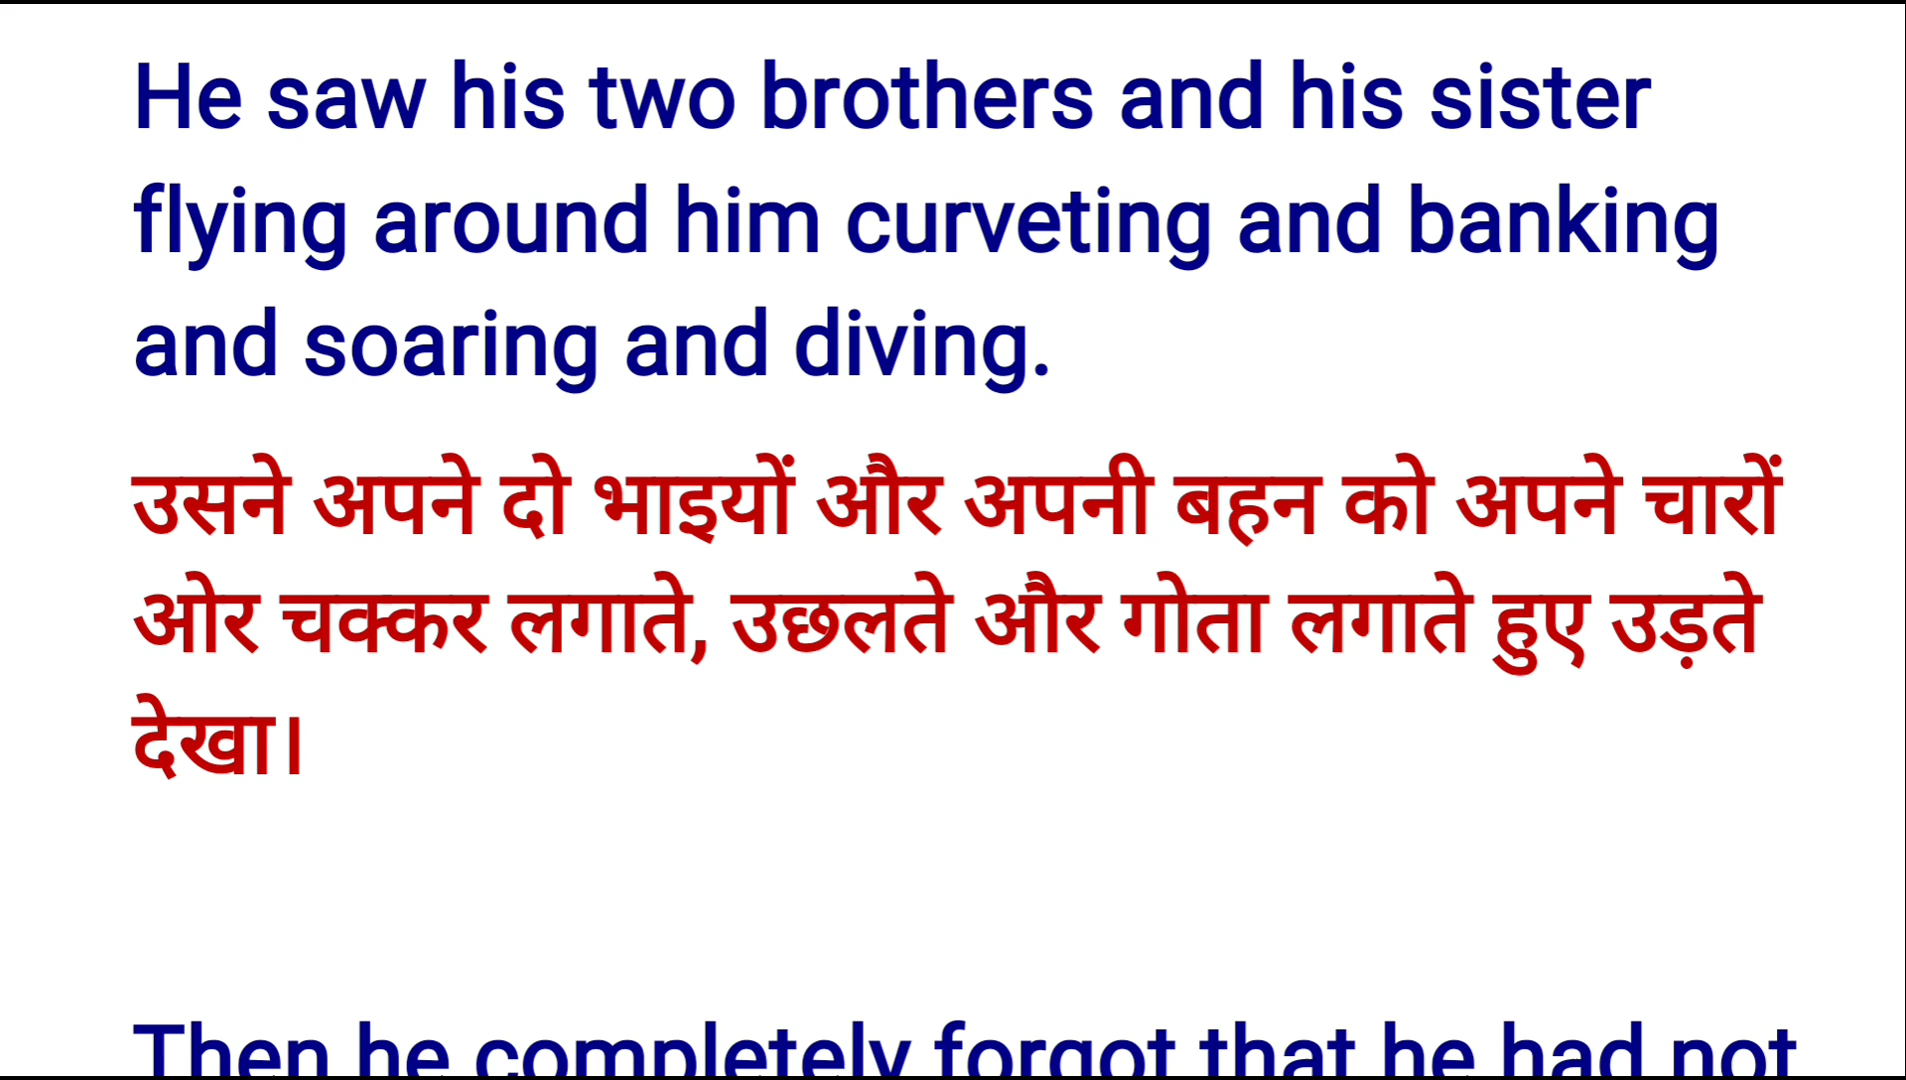 He saw his two brothers and his sister
flying around him curveting and banking
and soaring and diving.
उसने अपने दो भाइयों और अपनी बहन को अपने चारों
ओर चक्कर लगाते, उछलते और गोता लगाते हुए उड़ते
देखा।
Then he completely forgot that he had not